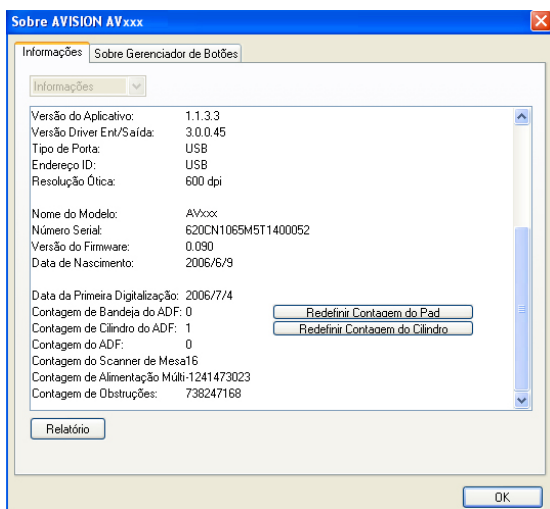 Sobre AVISION AVxxx
Informações Sobre Gerenciador de Botões
Informações
Versão do Aplicativo: 1.1.3.3
Versão Driver Ent/Saída: 3.0.0.45
Tipo de Porta: USB
Endereço ID: USB
Resolução Ótica: 600 dpi
Nome do Modelo: AVxxx
Número Serial: 620CN1065M5T1400052
Versão do Firmware: 0.090
Data de Nascimento: 2006/6/9
Data da Primeira Digitalização: 2006/7/4
Contagem de Bandeja do ADF: 0 Redefinir Contagem do Pad
Contagem de Cilindro do ADF: 1 Redefinir Contagem do Cilindro
Contagem do ADF: 0
Contagem do Scanner de Mesa16
Contagem de Alimentação Múlti-1241473023
Contagem de Obstruções: 738247168
Relatório
OK